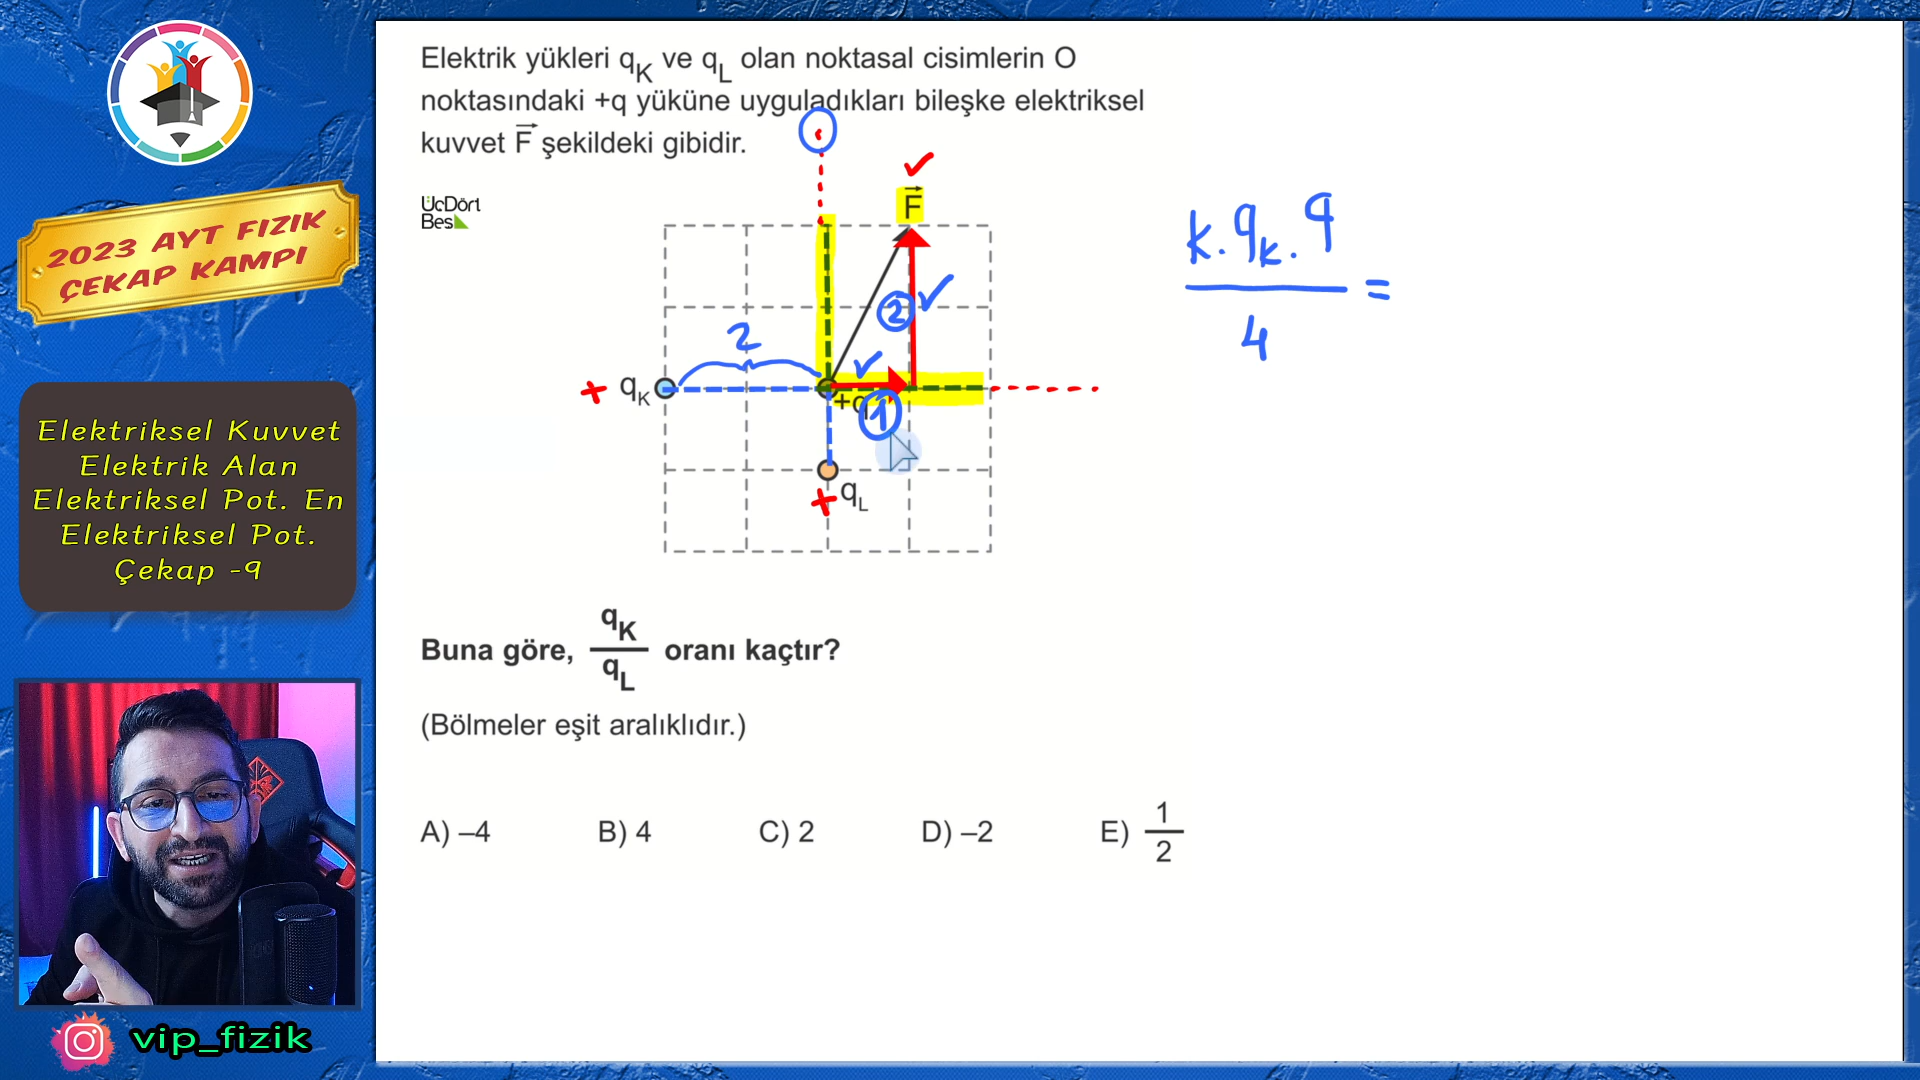 2023 AYT FIZIK
ÇEKAP KAMPI
Elektriksel Kuvvet
Elektrik Alan
Elektriksel Pot. En
Elektriksel Pot.
Çekap -9
vip_fizik
Elektrik yükleri qK ve qL olan noktasal cisimlerin O
noktasındaki +q yüküne uyguladıkları bileşke elektriksel
kuvvet F şekildeki gibidir.
ÜçDört
Beş
F
2
2
+ qK
+q
1
+ qL
k.qk.q
4
=
Buna göre, qK/qL oranı kaçtır?
(Bölmeler eşit aralıklıdır.)
A) –4 B) 4 C) 2 D) –2 E) 1/2